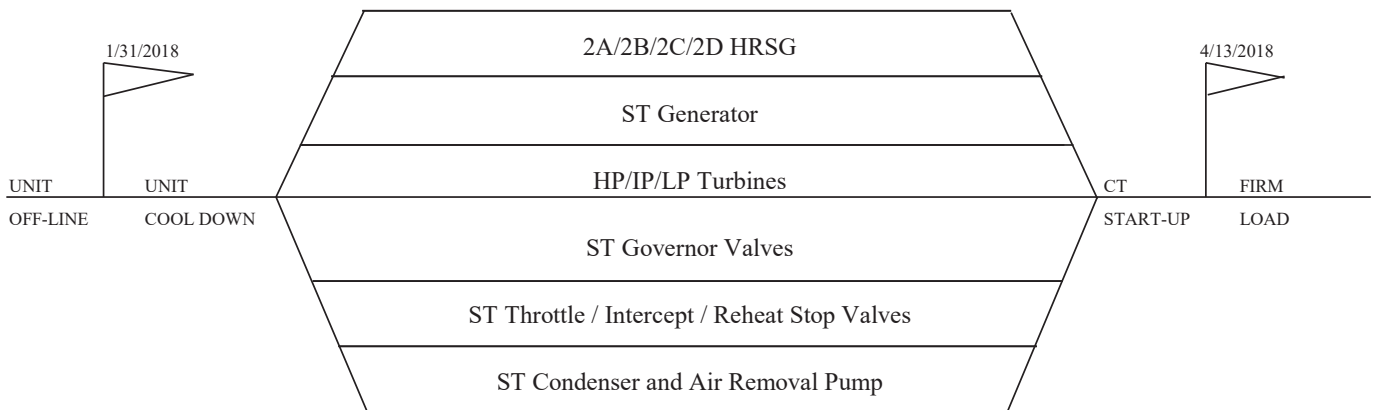 2A/2B/2C/2D HRSG
1/31/2018
4/13/2018
ST Generator
HP/IP/LP Turbines
UNIT
OFF-LINE
UNIT
COOL DOWN
CT
START-UP
FIRM
LOAD
ST Governor Valves
ST Throttle / Intercept / Reheat Stop Valves
ST Condenser and Air Removal Pump